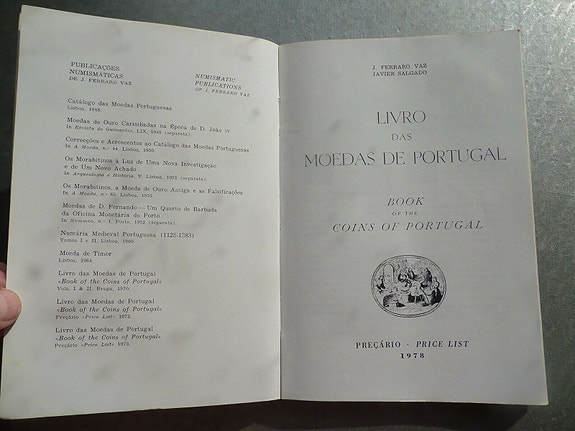 PUBLICAÇÕES
NUMISMÁTICAS
DE J. FERRARO VAZ
NUMISMATIC
PUBLICATIONS
OF J. FERRARO VAZ
Catálogo das Moedas Portuguesas
Lisboa, 1948.
Moedas de Ouro Carimbadas na Época de D. João IV
In Revista de Guimarães, LIX, 1949 (separata).
Correcções e Acrescentos ao Catálogo das Moedas Portuguesas
In A Moeda, n.º 44. Lisboa, 1950.
Os Morabitinos à Luz de Uma Nova Investigação
e de Um Novo Achado
In Arqueologia e História, V. Lisboa, 1951 (separata).
Os Morabitinos, a Moeda de Ouro Antiga e as Falsificações
In A Moeda, n.º 45. Lisboa, 1951.
Moedas de D. Fernando — Um Quarto de Barbuda
da Oficina Monetária do Porto
In Nummus, n.º 1. Porto, 1952 (separata).
Numária Medieval Portuguesa (1125-1383)
Tomos I e II. Lisboa, 1960.
Moeda de Timor
Lisboa, 1964.
Livro das Moedas de Portugal
«Book of the Coins of Portugal»
Vols. I & II. Braga, 1970.
Livro das Moedas de Portugal
«Book of the Coins of Portugal»
Preçário «Price List» 1972.
Livro das Moedas de Portugal
«Book of the Coins of Portugal»
Preçário «Price List» 1975.
J. FERRARO VAZ
JAVIER SALGADO
LIVRO
DAS
MOEDAS DE PORTUGAL
BOOK
OF THE
COINS OF PORTUGAL
PREÇÁRIO - PRICE LIST
1978